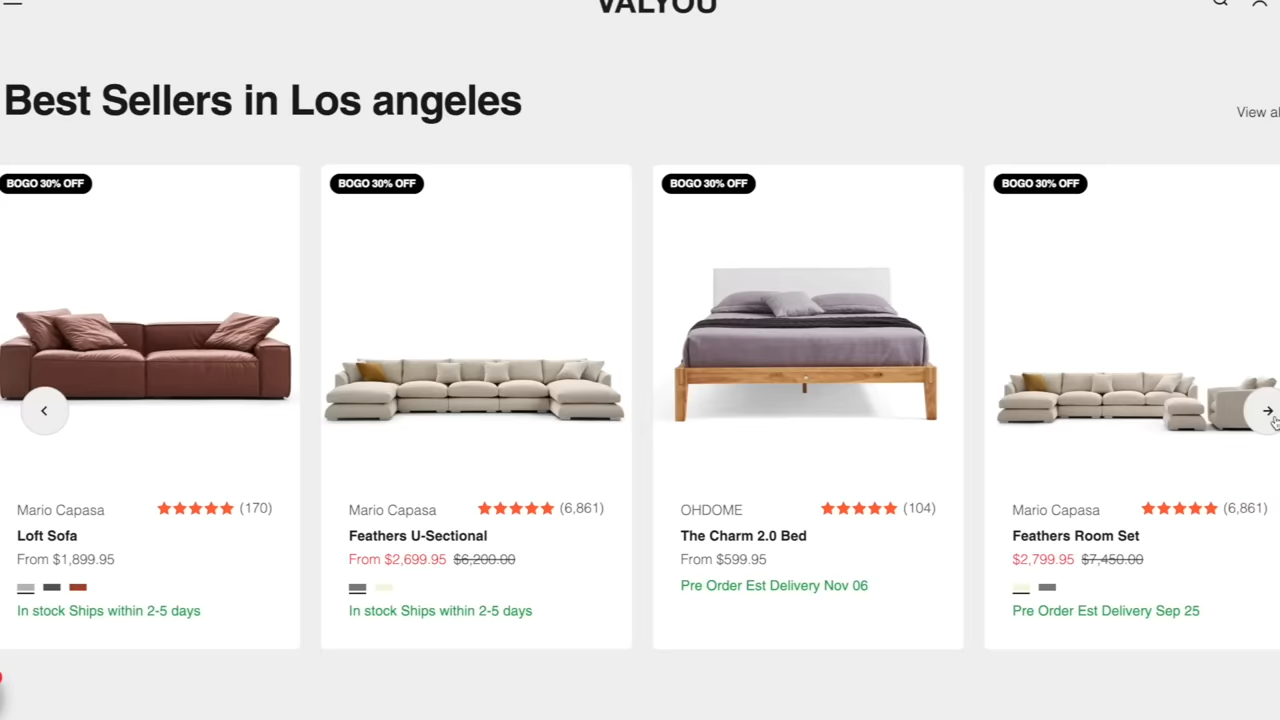 VALYOU
Best Sellers in Los angeles
View al
BOGO 30% OFF
BOGO 30% OFF
BOGO 30% OFF
BOGO 30% OFF
Mario Capasa (170)
Loft Sofa
From $1,899.95
In stock Ships within 2-5 days
Mario Capasa (6,861)
Feathers U-Sectional
From $2,699.95 $6,200.00
In stock Ships within 2-5 days
OHDOME (104)
The Charm 2.0 Bed
From $599.95
Pre Order Est Delivery Nov 06
Mario Capasa (6,861)
Feathers Room Set
$2,799.95 $7,450.00
Pre Order Est Delivery Sep 25